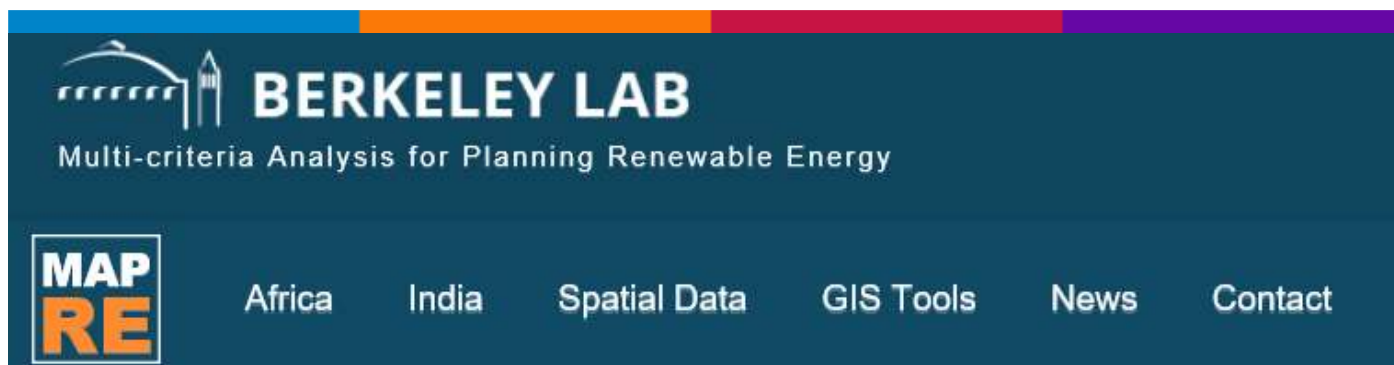 BERKELEY LAB
Multi-criteria Analysis for Planning Renewable Energy
MAP
RE
Africa India Spatial Data GIS Tools News Contact